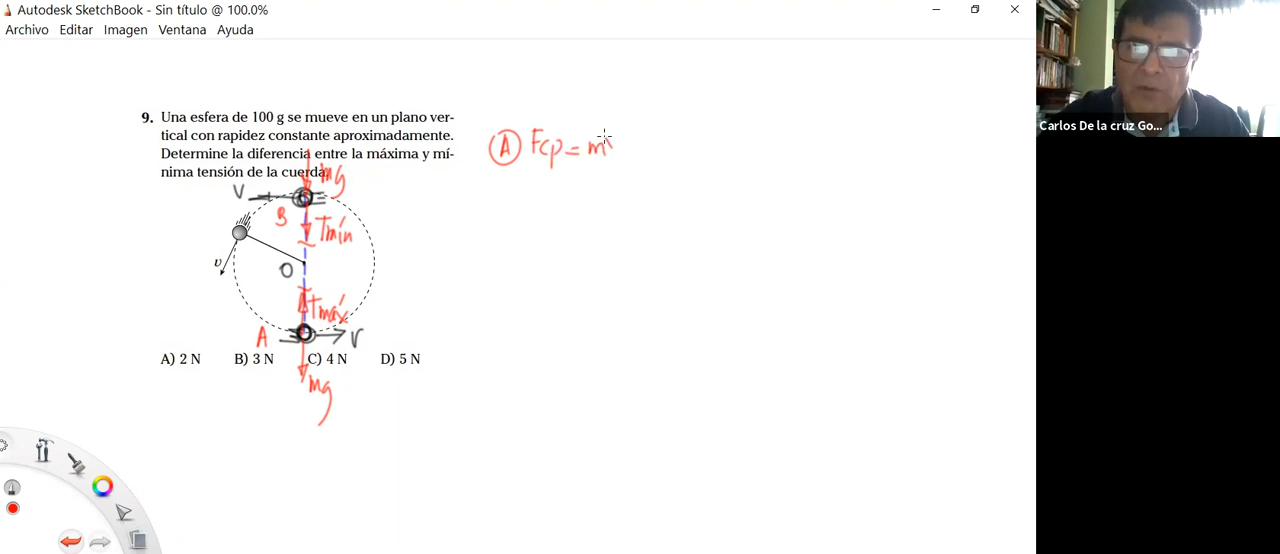 Autodesk SketchBook - Sin título @ 100.0%
Archivo Editar Imagen Ventana Ayuda
9. Una esfera de 100 g se mueve en un plano ver-
tical con rapidez constante aproximadamente.
Determine la diferencia entre la máxima y mí-
nima tensión de la cuerda.
mg
V
B
Tmín
υ
O
Tmáx
A
V
A) 2 N B) 3 N C) 4 N D) 5 N
mg
A Fcp = m
Carlos De la cruz Go...